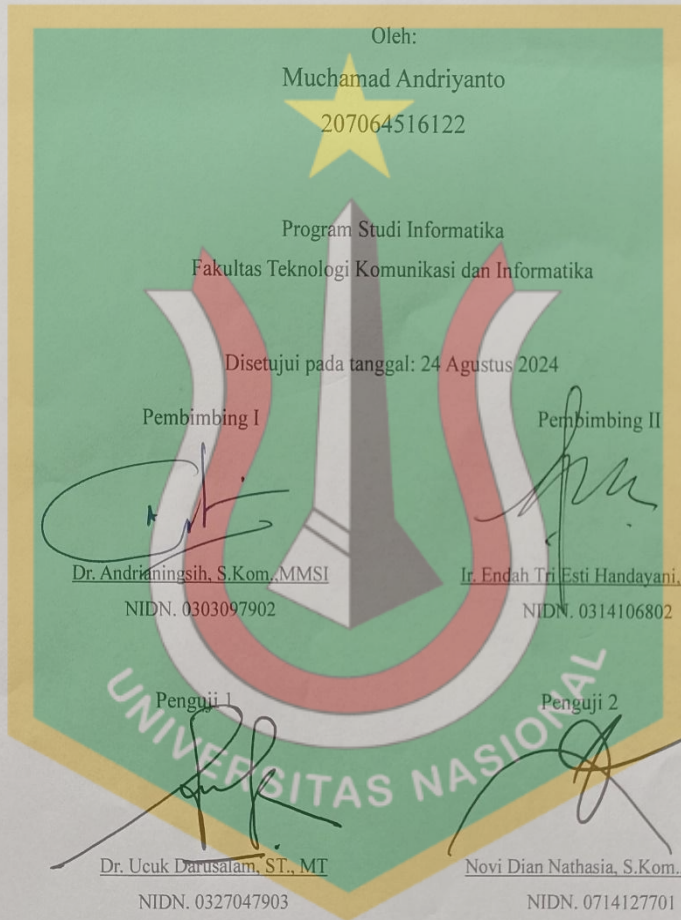 Oleh:
Muchamad Andriyanto
207064516122
Program Studi Informatika
Fakultas Teknologi Komunikasi dan Informatika
Disetujui pada tanggal: 24 Agustus 2024
Pembimbing I
Pembimbing II
Dr. Andrianingsih, S.Kom.,MMSI
Ir. Endah Tri Esti Handayani,
NIDN. 0303097902
NIDN. 0314106802
Penguji 1
Penguji 2
UNIVERSITAS NASIONAL
Dr. Ucuk Darusalam, ST., MT
Novi Dian Nathasia, S.Kom.
NIDN. 0327047903
NIDN. 0714127701